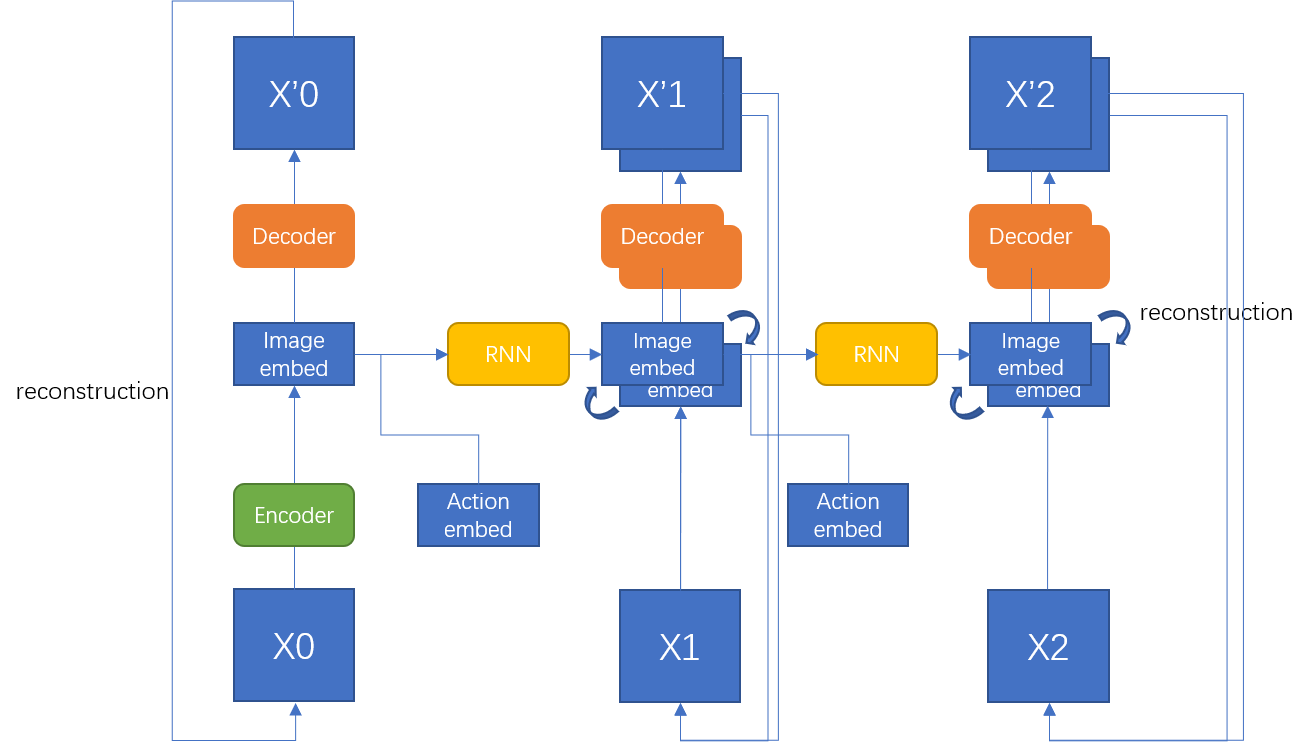 X'0
X'1
X'2
Decoder
Decoder
Decoder
Image
embed
RNN
Image
embed
embed
RNN
Image
embed
embed
reconstruction
reconstruction
Encoder
Action
embed
Action
embed
X0
X1
X2